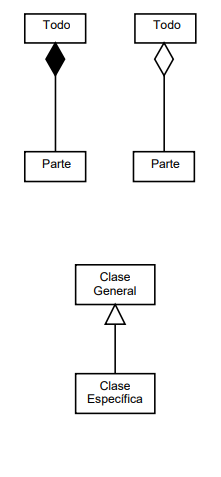 Todo
Todo
Parte
Parte
Clase
General
Clase
Específica